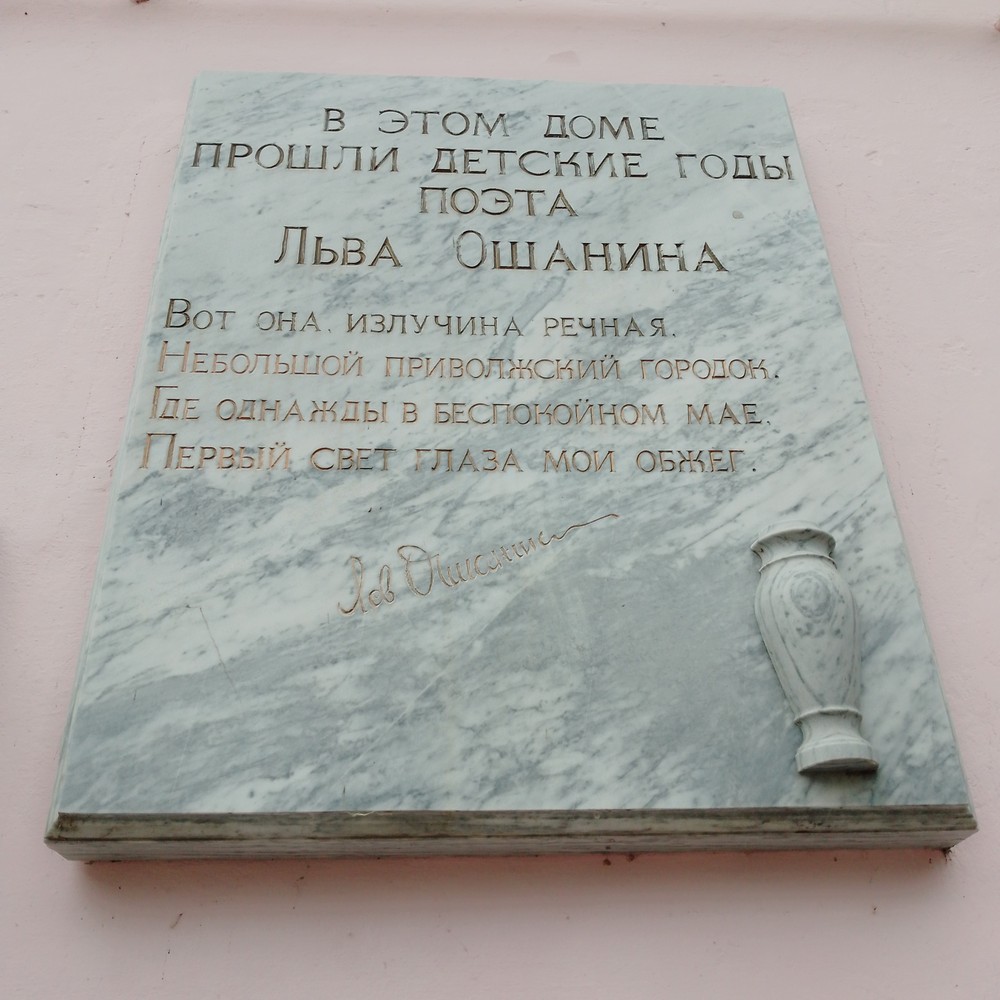 В ЭТОМ ДОМЕ
ПРОШЛИ ДЕТСКИЕ ГОДЫ
ПОЭТА
ЛЬВА ОШАНИНА
ВОТ ОНА, ИЗЛУЧИНА РЕЧНАЯ,
НЕБОЛЬШОЙ ПРИВОЛЖСКИЙ ГОРОДОК,
ГДЕ ОДНАЖДЫ В БЕСПОКОЙНОМ МАЕ,
ПЕРВЫЙ СВЕТ ГЛАЗА МОИ ОБЖЕГ.
Лев Ошанин